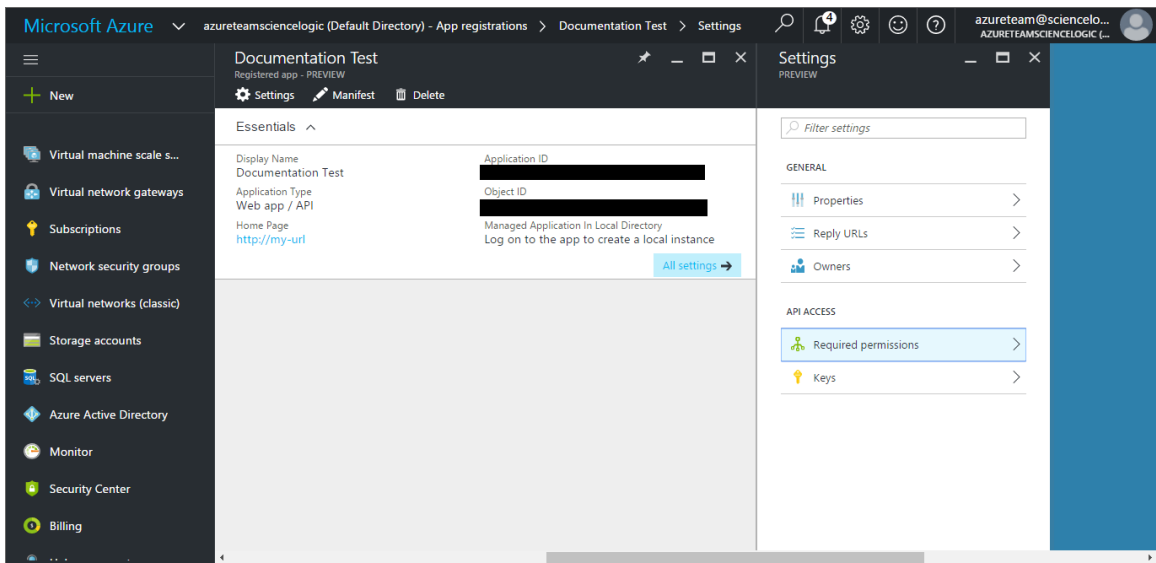 Microsoft Azure
azureteamsciencelogic (Default Directory) - App registrations > Documentation Test > Settings
4
azureteam@sciencelo...
AZURETEAMSCIENCELOGIC (...
New
Virtual machine scale s...
Virtual network gateways
Subscriptions
Network security groups
Virtual networks (classic)
Storage accounts
SQL
SQL servers
Azure Active Directory
Monitor
Security Center
Billing
Documentation Test
Registered app - PREVIEW
Settings Manifest Delete
Essentials
Display Name
Documentation Test
Application Type
Web app / API
Home Page
http://my-url
Application ID
Object ID
Managed Application In Local Directory
Log on to the app to create a local instance
All settings →
Settings
PREVIEW
Filter settings
GENERAL
Properties
Reply URLs
Owners
API ACCESS
Required permissions
Keys